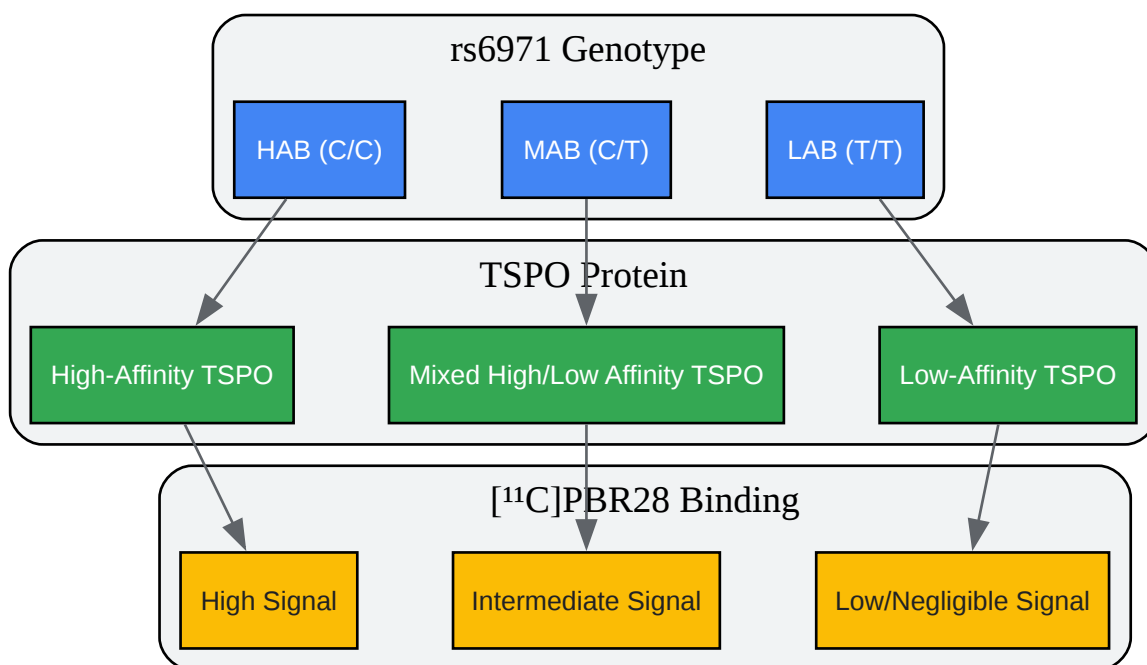 rs6971 Genotype
HAB (C/C)
MAB (C/T)
LAB (T/T)
TSPO Protein
High-Affinity TSPO
Mixed High/Low Affinity TSPO
Low-Affinity TSPO
[¹¹C]PBR28 Binding
High Signal
Intermediate Signal
Low/Negligible Signal